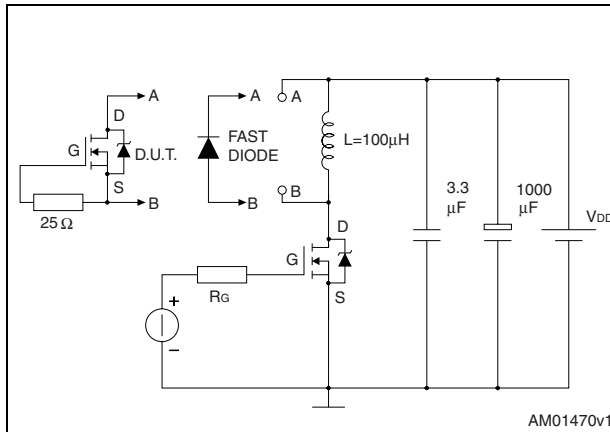 A
D
G
D.U.T.
S
B
25 Ω
A
FAST
DIODE
B
A
L=100μH
B
D
G
S
RG
+
–
3.3
μF
1000
μF
VDD
AM01470v1